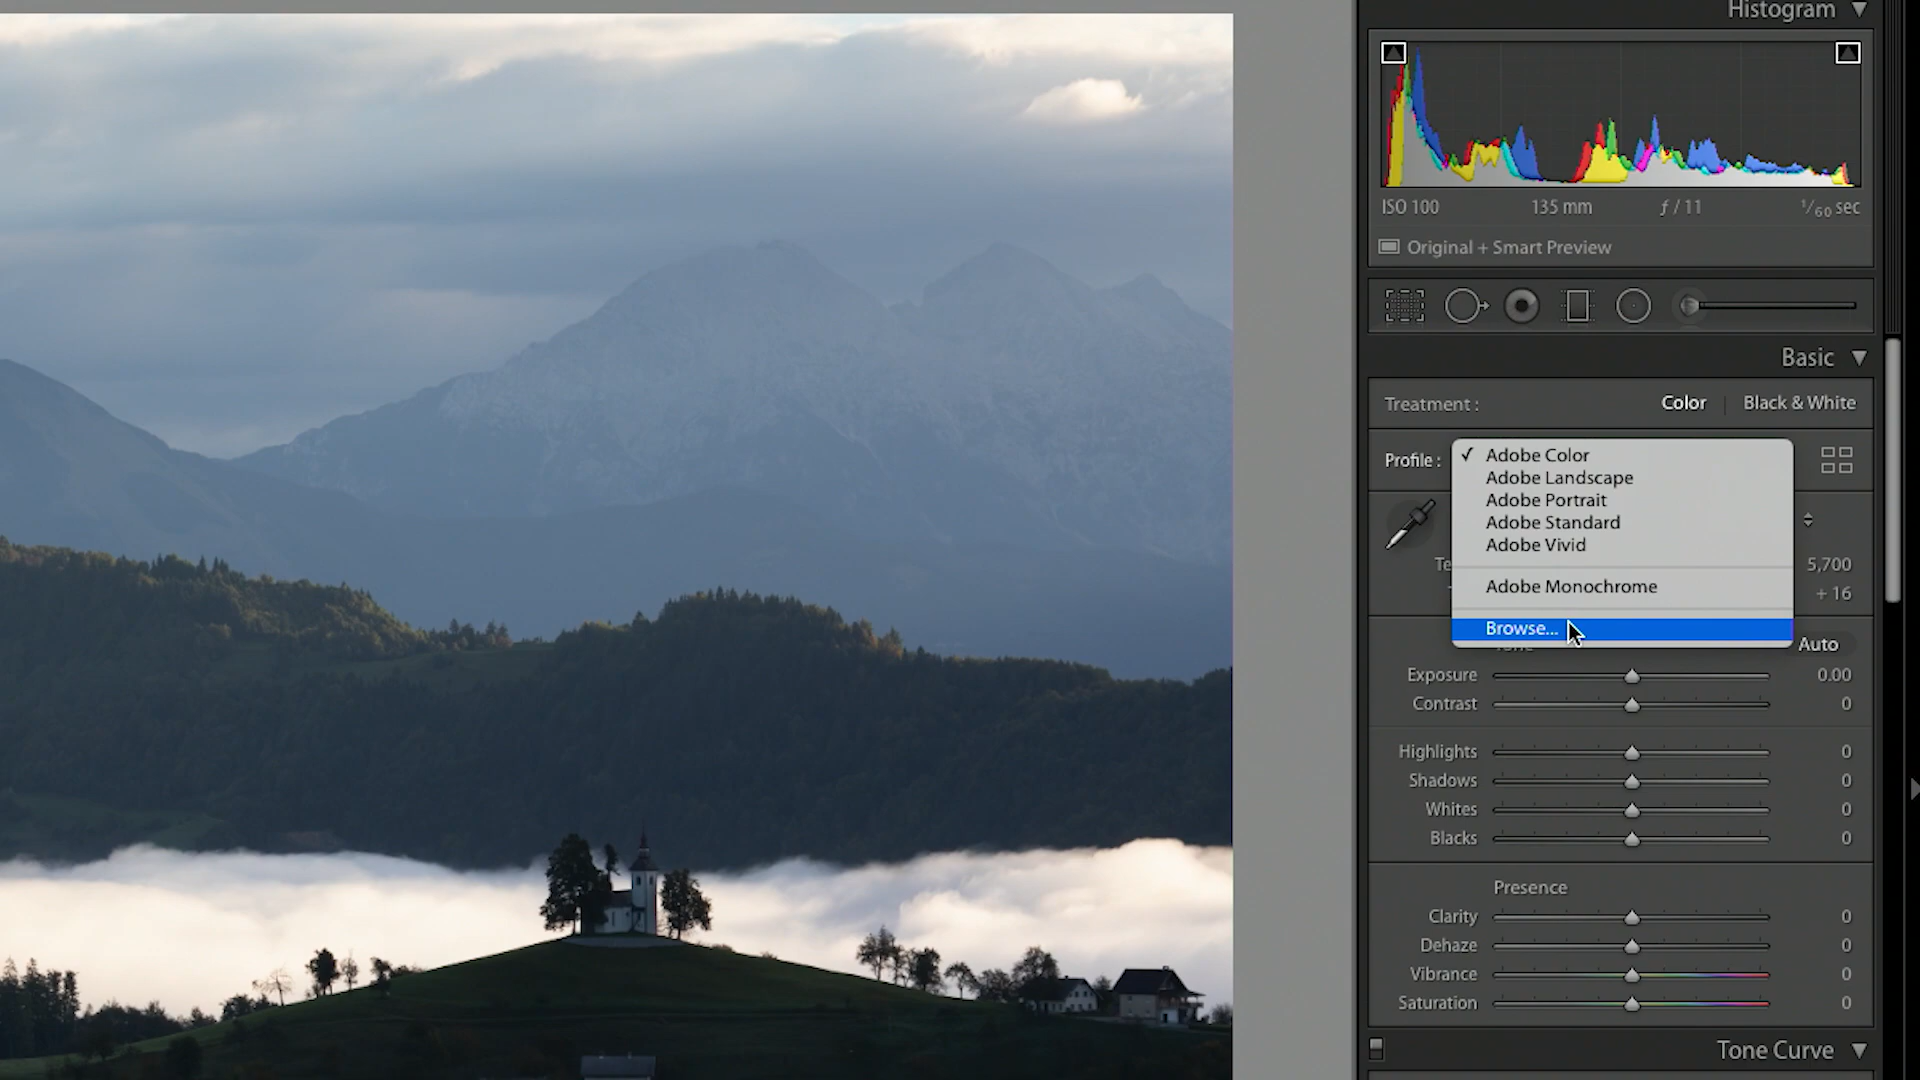 Histogram
ISO 100 135 mm ƒ / 11 1/60 sec
Original + Smart Preview
Basic
Treatment : Color Black & White
Profile :
✓ Adobe Color
Adobe Landscape
Adobe Portrait
Adobe Standard
Adobe Vivid
Te 5,700
Adobe Monochrome
+ 16
Browse...
Auto
Exposure 0.00
Contrast 0
Highlights 0
Shadows 0
Whites 0
Blacks 0
Presence
Clarity 0
Dehaze 0
Vibrance 0
Saturation 0
Tone Curve